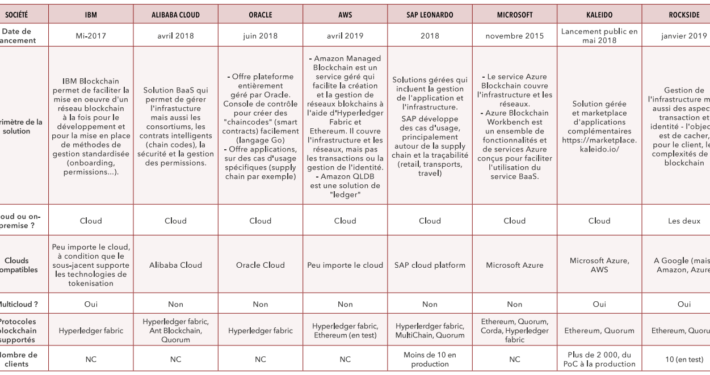 SOCIÉTÉ IBM ALIBABA CLOUD ORACLE AWS SAP LEONARDO MICROSOFT KALEIDO ROCKSIDE
Date de
ancement
Mi-2017
avril 2018
juin 2018
avril 2019
2018
novembre 2015
Lancement public en
mai 2018
janvier 2019
rimètre de la
solution
IBM Blockchain
permet de faciliter la
mise en oeuvre d'un
réseau blockchain
à la fois pour le
développement et
pour la mise en place
de méthodes de
gestion standardisée
(onboarding,
permissions...).
Solution BaaS qui
permet de gérer
l'infrastructure
mais aussi les
consortiums, les
contrats intelligents
(chain codes), la
sécurité et la gestion
des permissions.
- Offre plateforme
entièrement
géré par Oracle.
Console de contrôle
pour créer des
"chaincodes" (smart
contracts) facilement
(langage Go)
- Offre applications,
sur des cas d'usage
spécifiques (supply
chain par exemple)
- Amazon Managed
Blockchain est un
service géré qui
facilite la création
et la gestion de
réseaux blokchains à
l'aide d'Hyperledger
Fabric et
Ethereum. Il couvre
l'infrastructure et les
réseaux, mais pas
les transactions ou la
gestion de l'identité.
- Amazon QLDB
est une solution de
"ledger"
Solutions gérées qui
incluent la gestion
de l'application et
l'infrastructure.
SAP développe
des cas d'usage,
principalement
autour de la supply
chain et la traçabilité
(retail, transports,
travel)
- Le service Azure
Blockchain couvre
l'infrastructure et les
réseaux.
- Azure Blockchain
Workbench est
un ensemble de
fonctionnalités et
de services Azure
conçus pour faciliter
l'utilisation du
service BaaS.
Solution gérée
et marketplace
d'applications
complémentaires
https://marketplace.
kaleido.io/
Gestion de
l'infrastructure m
aussi des aspec
transaction et
identité - l'objec
est de cacher,
pour le client, le
complexités de
blockchain
oud ou on-
premise ?
Cloud
Cloud
Cloud
Cloud
Cloud
Cloud
Cloud
Les deux
Clouds
ompatibles
Peu importe le cloud,
à condition que le
sous-jacent supporte
les technologies de
tokenisation
Alibaba Cloud
Oracle Cloud
Peu importe le cloud
SAP cloud platform
Microsoft Azure
Microsoft Azure,
AWS
A Google (mais
Amazon, Azure
Multicloud ?
Oui
Non
Non
Non
Non
Non
Oui
Oui
Protocoles
blockchain
supportés
Hyperledger fabric
Hyperledger fabric,
Ant Blockchain,
Quorum
Hyperledger fabric
Hyperledger fabric,
Ethereum (en test)
Hyperlerdger fabric,
MultiChain, Quorum
Ethereum, Quorum,
Corda, Hyperledger
fabric
Ethereum, Quorum
Ethereum, Quoru
Nombre de
clients
NC
NC
NC
NC
Moins de 10 en
production
NC
Plus de 2 000, du
PoC à la production
10 (en test)